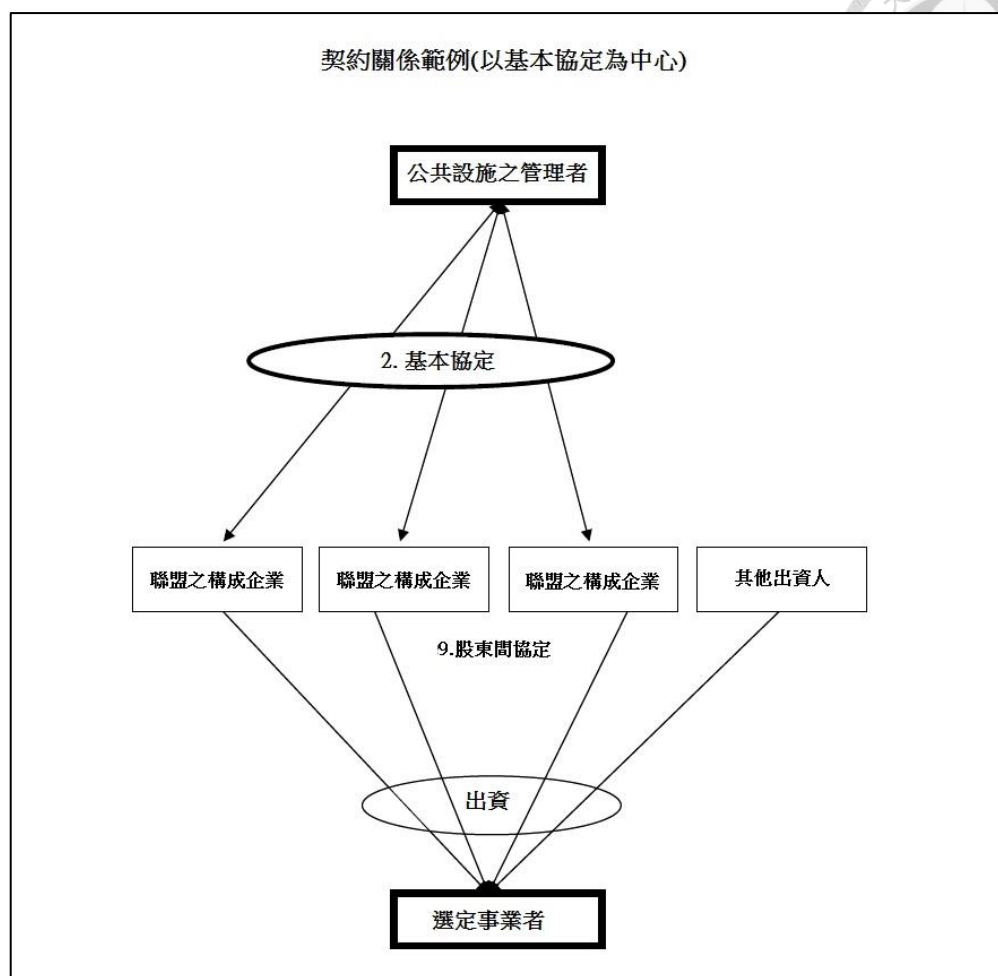 契約關係範例(以基本協定為中心)
公共設施之管理者
2. 基本協定
聯盟之構成企業
聯盟之構成企業
聯盟之構成企業
其他出資人
9.股東間協定
出資
選定事業者